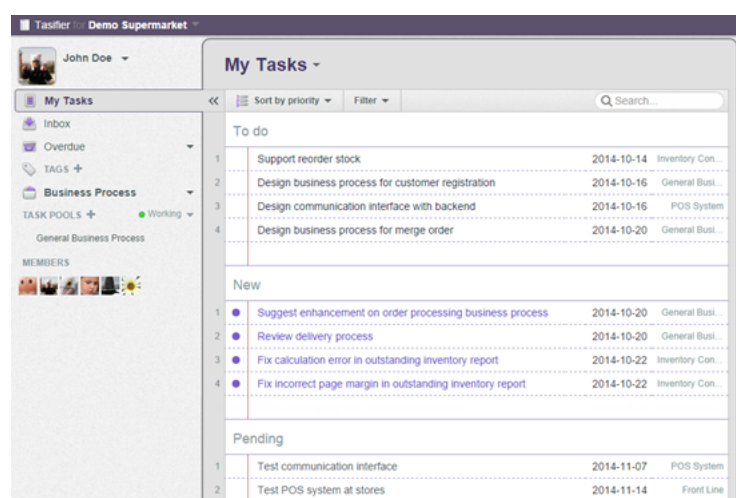 Tasifier for Demo Supermarket
John Doe
My Tasks
Inbox
Overdue
TAGS +
Business Process
TASK POOLS + Working
General Business Process
MEMBERS
My Tasks
Sort by priority Filter Search...
To do
1 Support reorder stock 2014-10-14 Inventory Con...
2 Design business process for customer registration 2014-10-16 General Busi...
3 Design communication interface with backend 2014-10-16 POS System
4 Design business process for merge order 2014-10-20 General Busi...
New
1 Suggest enhancement on order processing business process 2014-10-20 General Busi...
2 Review delivery process 2014-10-20 General Busi...
3 Fix calculation error in outstanding inventory report 2014-10-22 Inventory Con...
4 Fix incorrect page margin in outstanding inventory report 2014-10-22 Inventory Con...
Pending
1 Test communication interface 2014-11-07 POS System
2 Test POS system at stores 2014-11-14 Front Line